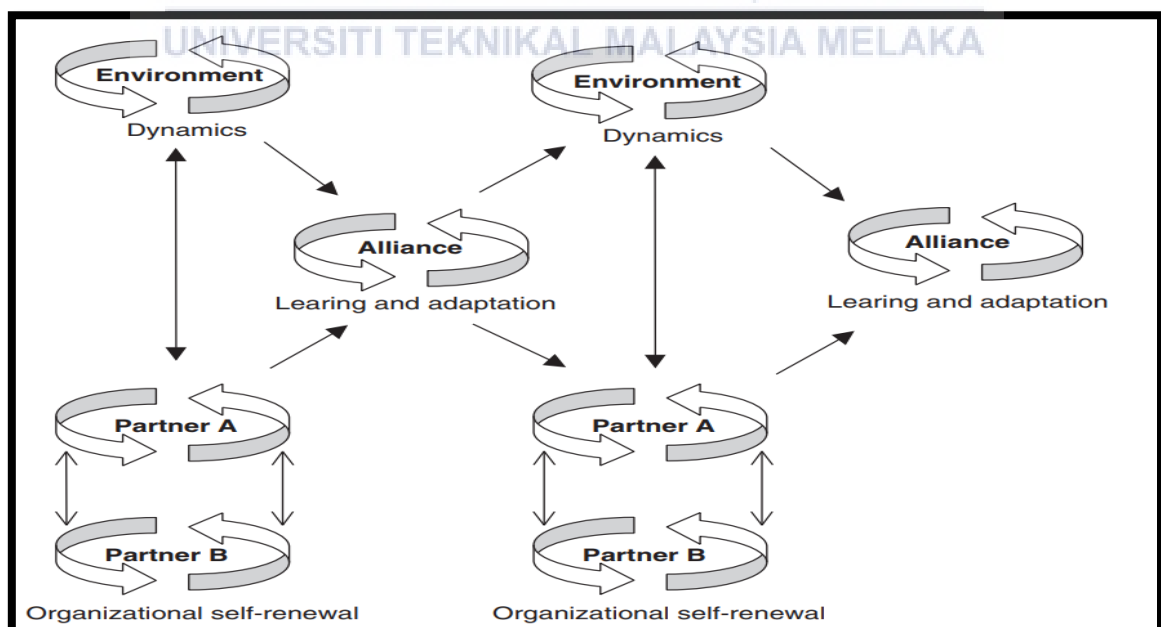 UNIVERSITI TEKNIKAL MALAYSIA MELAKA
Environment
Dynamics
Environment
Dynamics
Alliance
Learing and adaptation
Alliance
Learing and adaptation
Partner A
Partner A
Partner B
Organizational self-renewal
Partner B
Organizational self-renewal